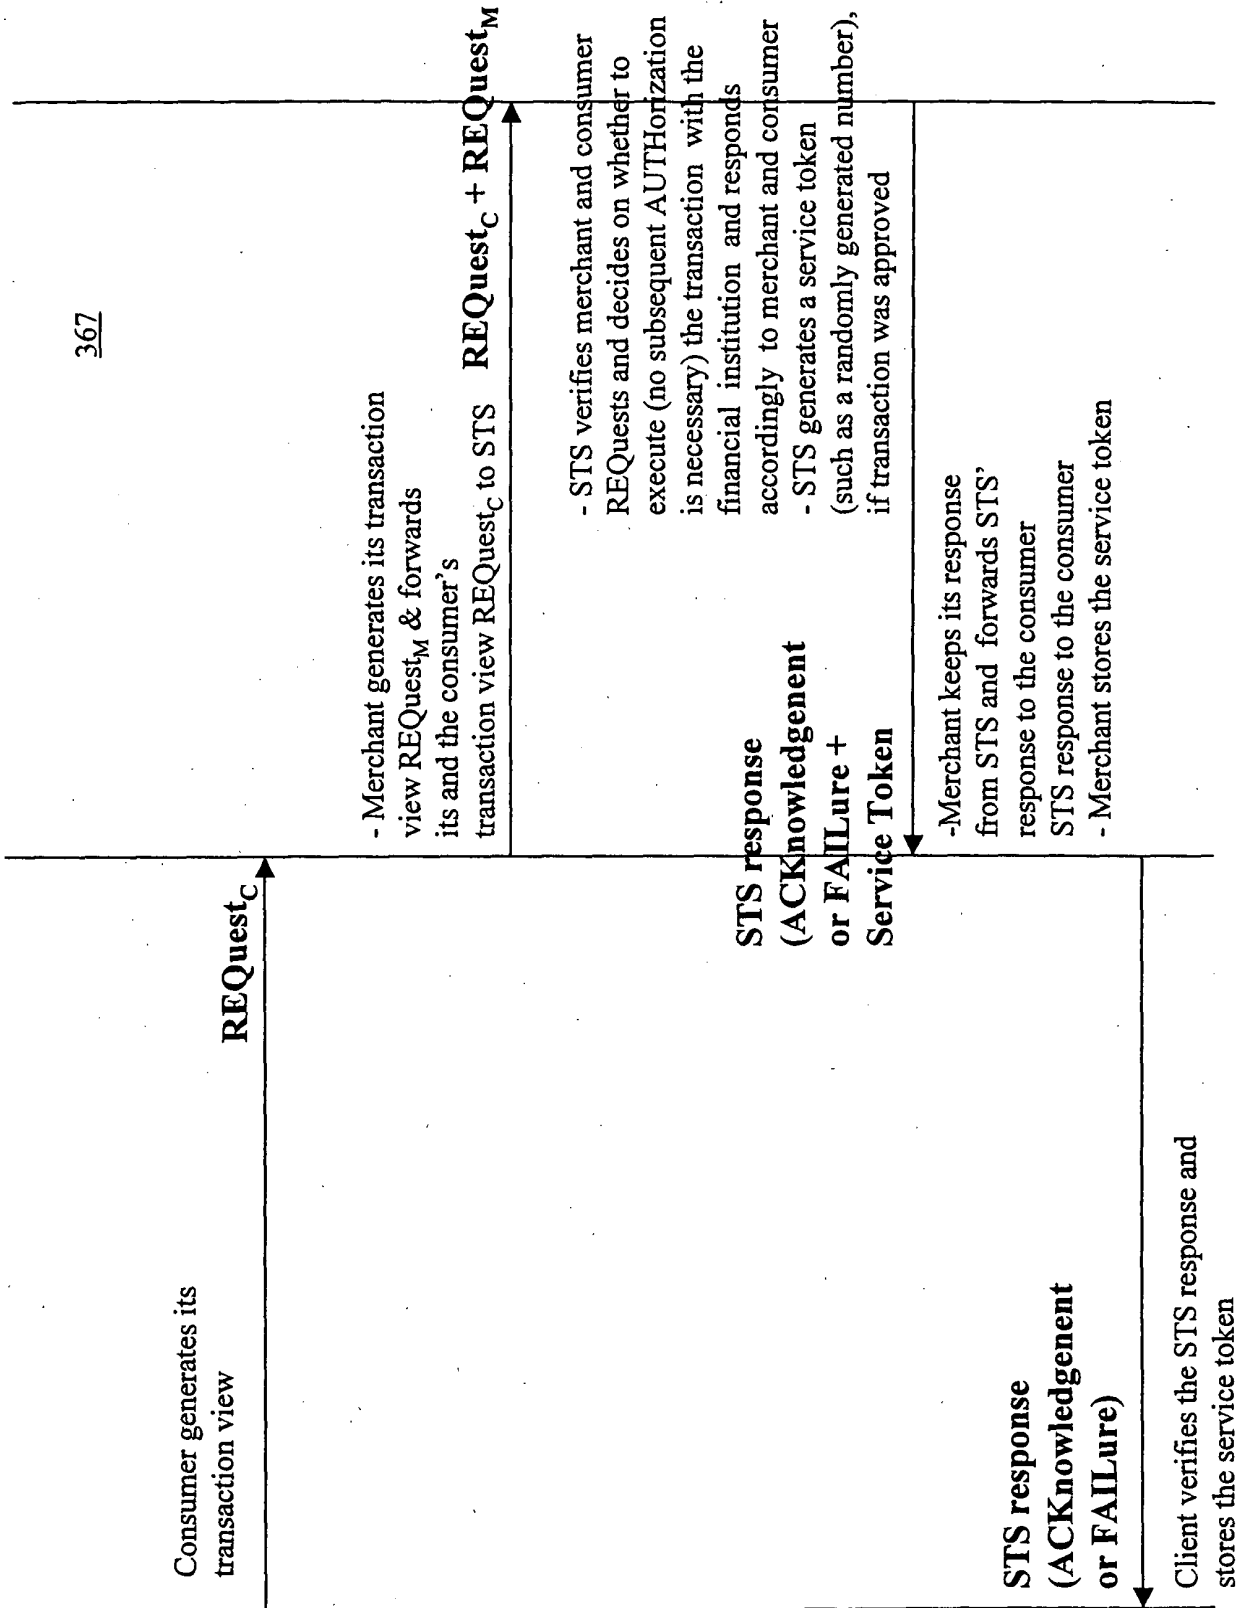 367
Consumer generates its
transaction view
REQuestC
- Merchant generates its transaction
view REQuestM & forwards
its and the consumer's
transaction view REQuestC to STS
REQuestC + REQuestM
- STS verifies merchant and consumer
REQuests and decides on whether to
execute (no subsequent AUTHorization
is necessary) the transaction with the
financial institution and responds
accordingly to merchant and consumer
- STS generates a service token
(such as a randomly generated number),
if transaction was approved
STS response
(ACKnowledgenent
or FAILure +
Service Token
-Merchant keeps its response
from STS and forwards STS'
response to the consumer
STS response to the consumer
- Merchant stores the service token
STS response
(ACKnowledgenent
or FAILure)
Client verifies the STS response and
stores the service token